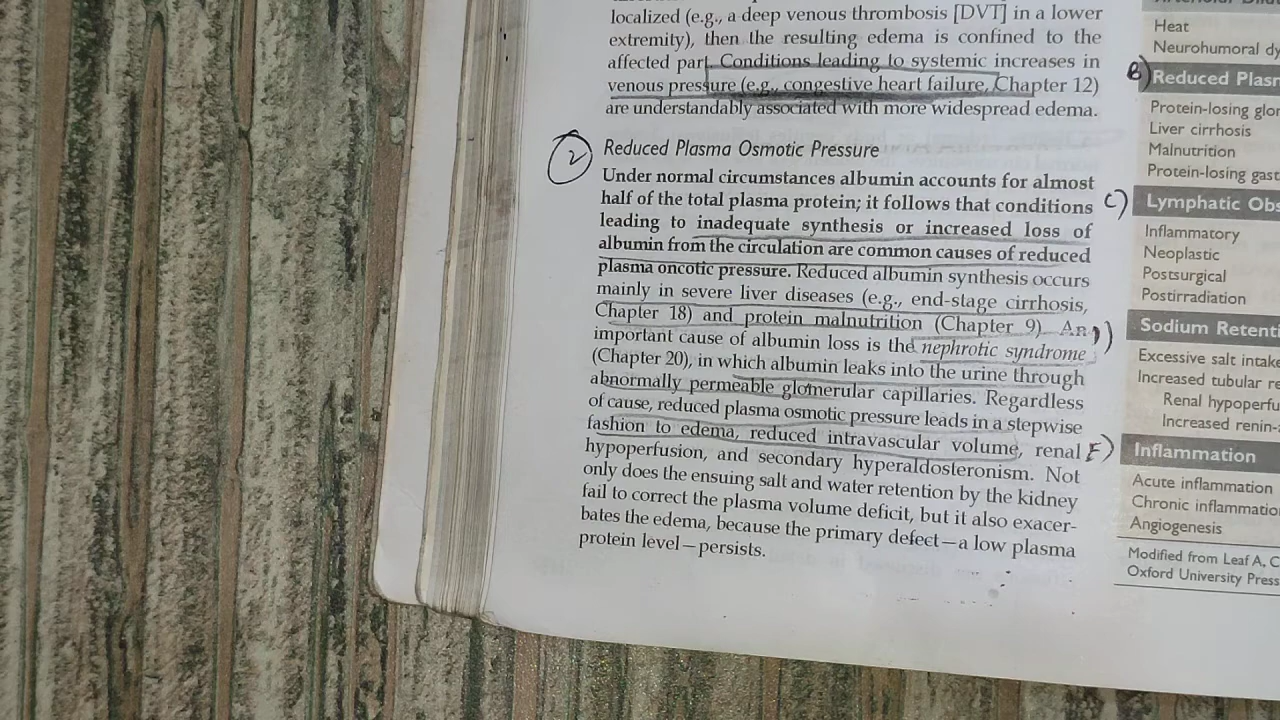 localized (e.g., a deep venous thrombosis [DVT] in a lower
extremity), then the resulting edema is confined to the
affected part. Conditions leading to systemic increases in
venous pressure (e.g., congestive heart failure, Chapter 12)
are understandably associated with more widespread edema.
2
Reduced Plasma Osmotic Pressure
Under normal circumstances albumin accounts for almost
half of the total plasma protein; it follows that conditions
leading to inadequate synthesis or increased loss of
albumin from the circulation are common causes of reduced
plasma oncotic pressure. Reduced albumin synthesis occurs
mainly in severe liver diseases (e.g., end-stage cirrhosis,
Chapter 18) and protein malnutrition (Chapter 9). An
important cause of albumin loss is the nephrotic syndrome
(Chapter 20), in which albumin leaks into the urine through
abnormally permeable glomerular capillaries. Regardless
of cause, reduced plasma osmotic pressure leads in a stepwise
fashion to edema, reduced intravascular volume, renal
hypoperfusion, and secondary hyperaldosteronism. Not
only does the ensuing salt and water retention by the kidney
fail to correct the plasma volume deficit, but it also exacer-
bates the edema, because the primary defect—a low plasma
protein level—persists.
Heat
Neurohumoral dy
B) Reduced Plasm
Protein-losing glor
Liver cirrhosis
Malnutrition
Protein-losing gast
C) Lymphatic Obs
Inflammatory
Neoplastic
Postsurgical
Postirradiation
) Sodium Retenti
Excessive salt intake
Increased tubular re
Renal hypoperfu
Increased renin-
E) Inflammation
Acute inflammation
Chronic inflammatio
Angiogenesis
Modified from Leaf A, C
Oxford University Press